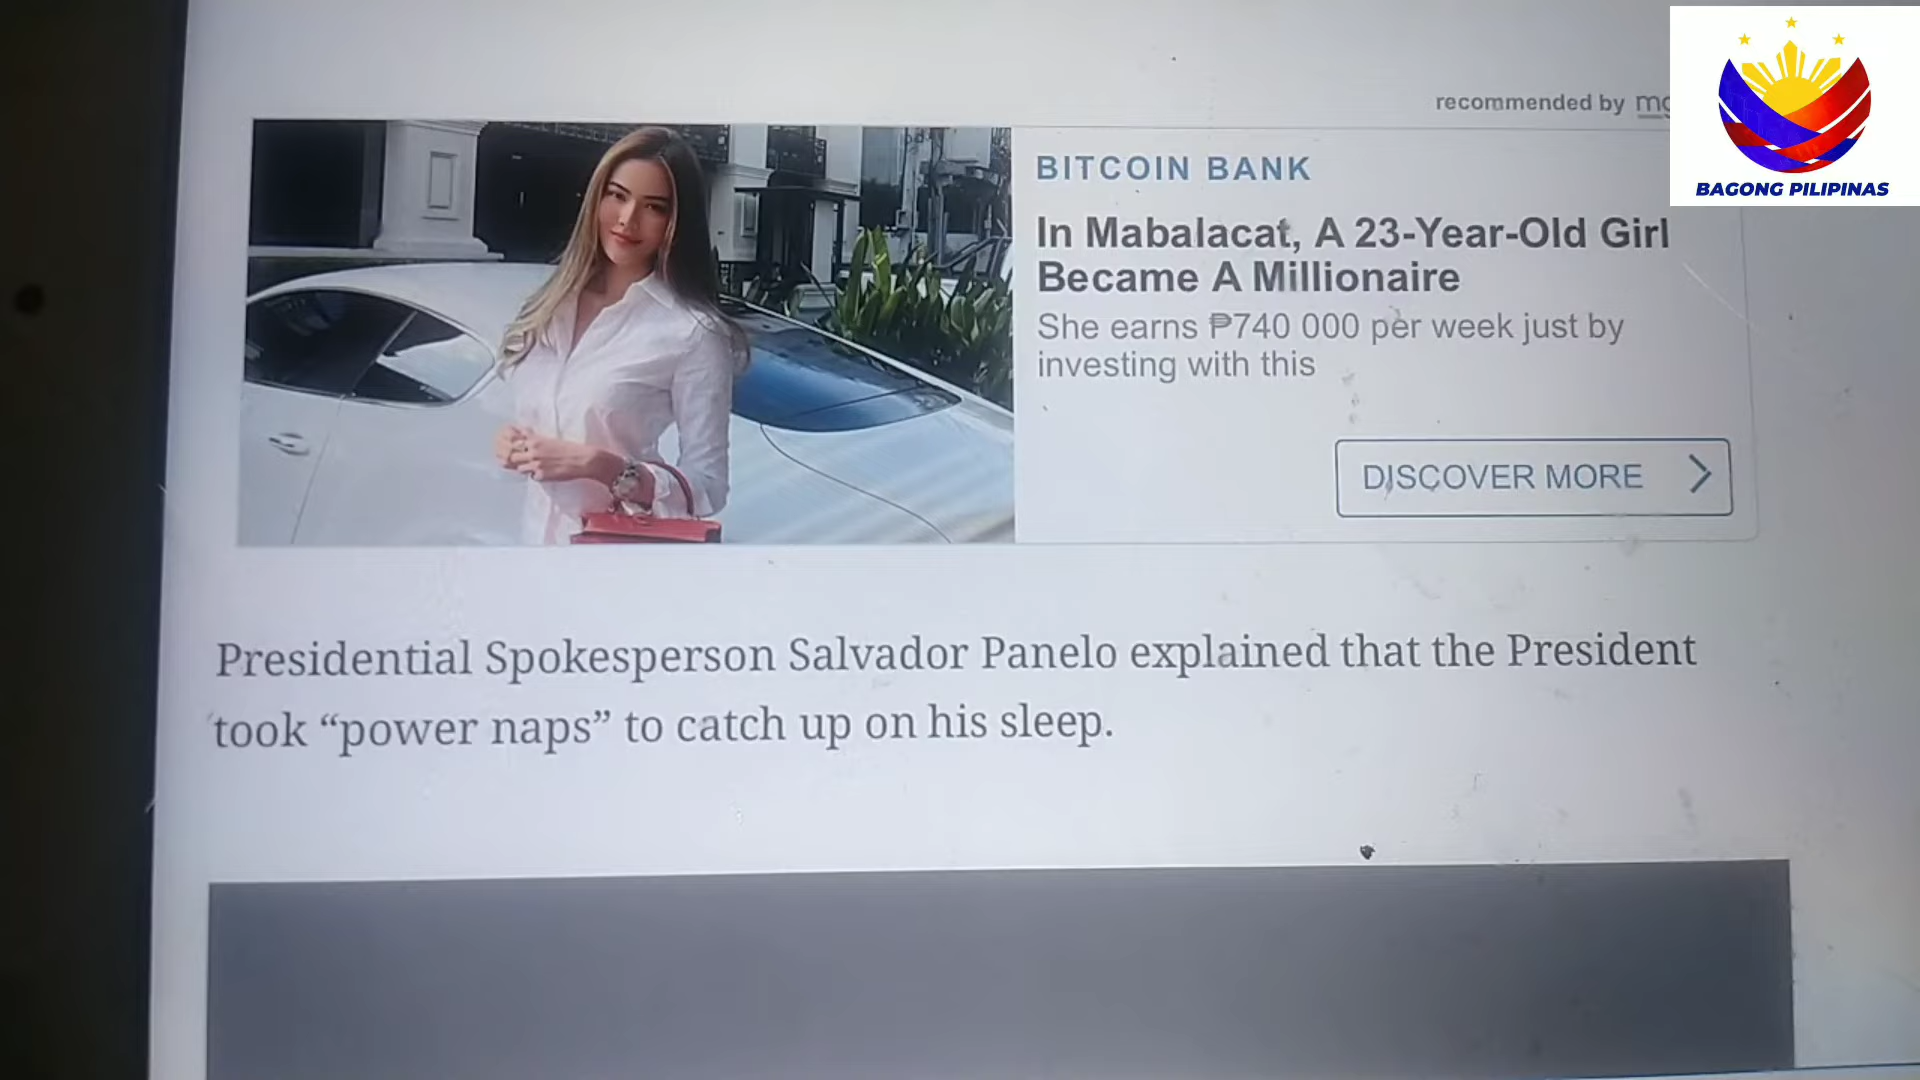 recommended by
BAGONG PILIPINAS
BITCOIN BANK
In Mabalacat, A 23-Year-Old Girl
Became A Millionaire
She earns ₱740 000 per week just by
investing with this
DISCOVER MORE
Presidential Spokesperson Salvador Panelo explained that the President
took “power naps” to catch up on his sleep.